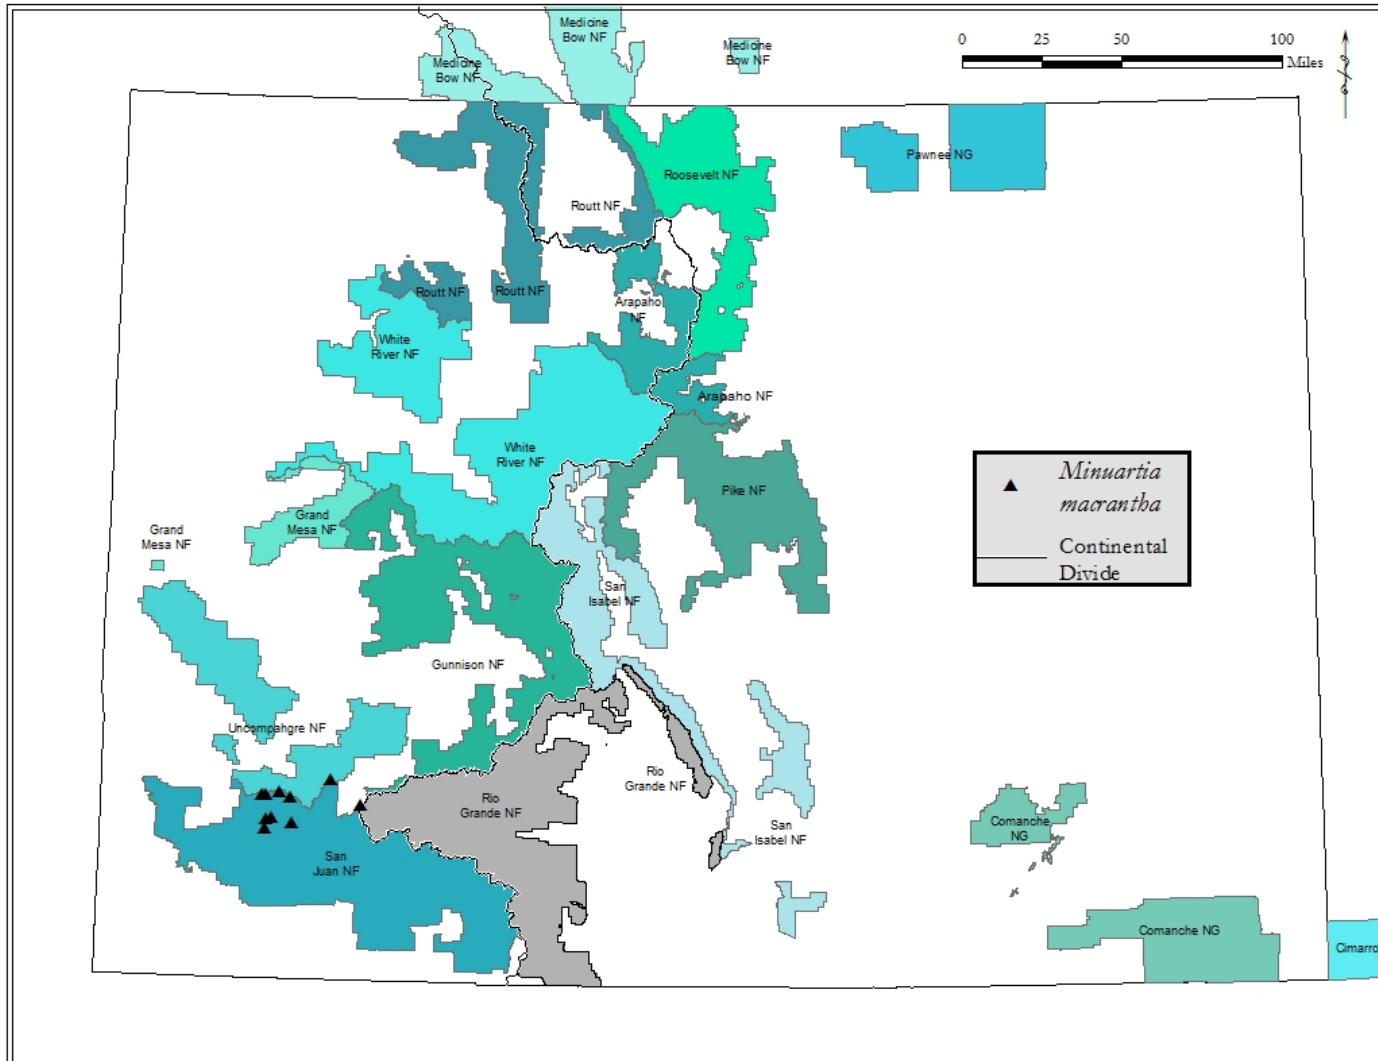 Medicine
Bow NF
Medicine
Bow NF
Medicine
Bow NF
0
25
50
100
Miles
Roosevelt NF
Pawnee NG
Routt NF
Routt NF
Routt NF
Arapaho
NF
White
River NF
Arapaho NF
White
River NF
Pike NF
Minuartia
macrantha
Continental
Divide
Grand
Mesa NF
Grand
Mesa NF
San
Isabel NF
Gunnison NF
Uncompahgre NF
Rio
Grande NF
Rio
Grande NF
San
Isabel NF
Comanche
NG
San
Juan NF
Comanche NG
Cimarro